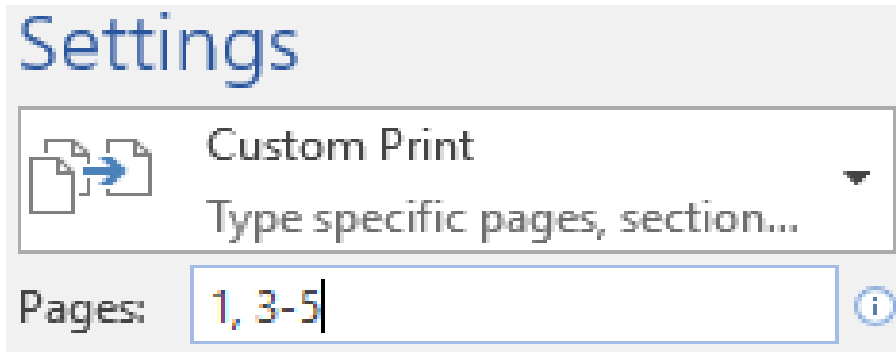 Settings
Custom Print
Type specific pages, section...
Pages: 1, 3-5